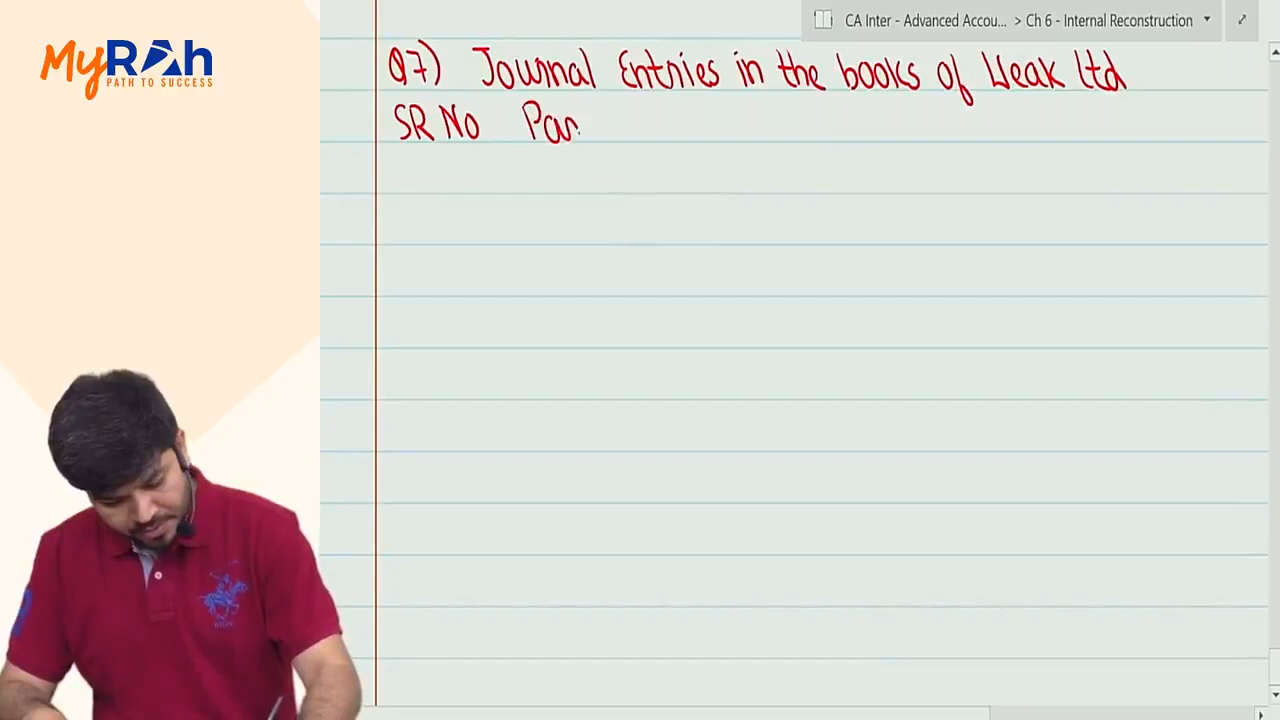 MyRAh
PATH TO SUCCESS
CA Inter - Advanced Accou... > Ch 6 - Internal Reconstruction
Q7) Journal Entries in the books of Weak Ltd
SR No Par